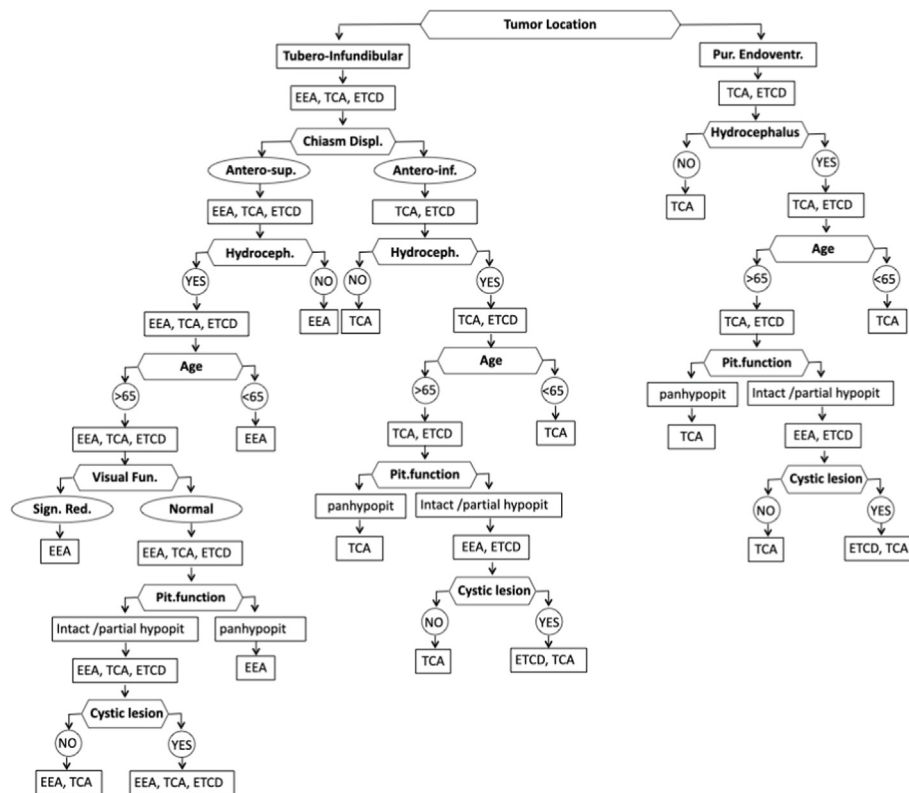 Tumor Location
Tubero-Infundibular
Pur. Endoventr.
EEA, TCA, ETCD
TCA, ETCD
Chiasm Displ.
Hydrocephalus
Antero-sup.
Antero-inf.
NO
YES
EEA, TCA, ETCD
TCA, ETCD
TCA
TCA, ETCD
Hydroceph.
Hydroceph.
Age
YES
NO
NO
YES
>65
<65
EEA, TCA, ETCD
EEA
TCA
TCA, ETCD
TCA, ETCD
TCA
Age
Age
Pit.function
>65
<65
>65
<65
panhypopit
Intact /partial hypopit
EEA, TCA, ETCD
EEA
TCA, ETCD
TCA
TCA
EEA, ETCD
Visual Fun.
Pit.function
Cystic lesion
Sign. Red.
Normal
panhypopit
Intact /partial hypopit
NO
YES
EEA
EEA, TCA, ETCD
TCA
EEA, ETCD
TCA
ETCD, TCA
Pit.function
Cystic lesion
Intact /partial hypopit
panhypopit
NO
YES
EEA, TCA, ETCD
EEA
TCA
ETCD, TCA
Cystic lesion
NO
YES
EEA, TCA
EEA, TCA, ETCD